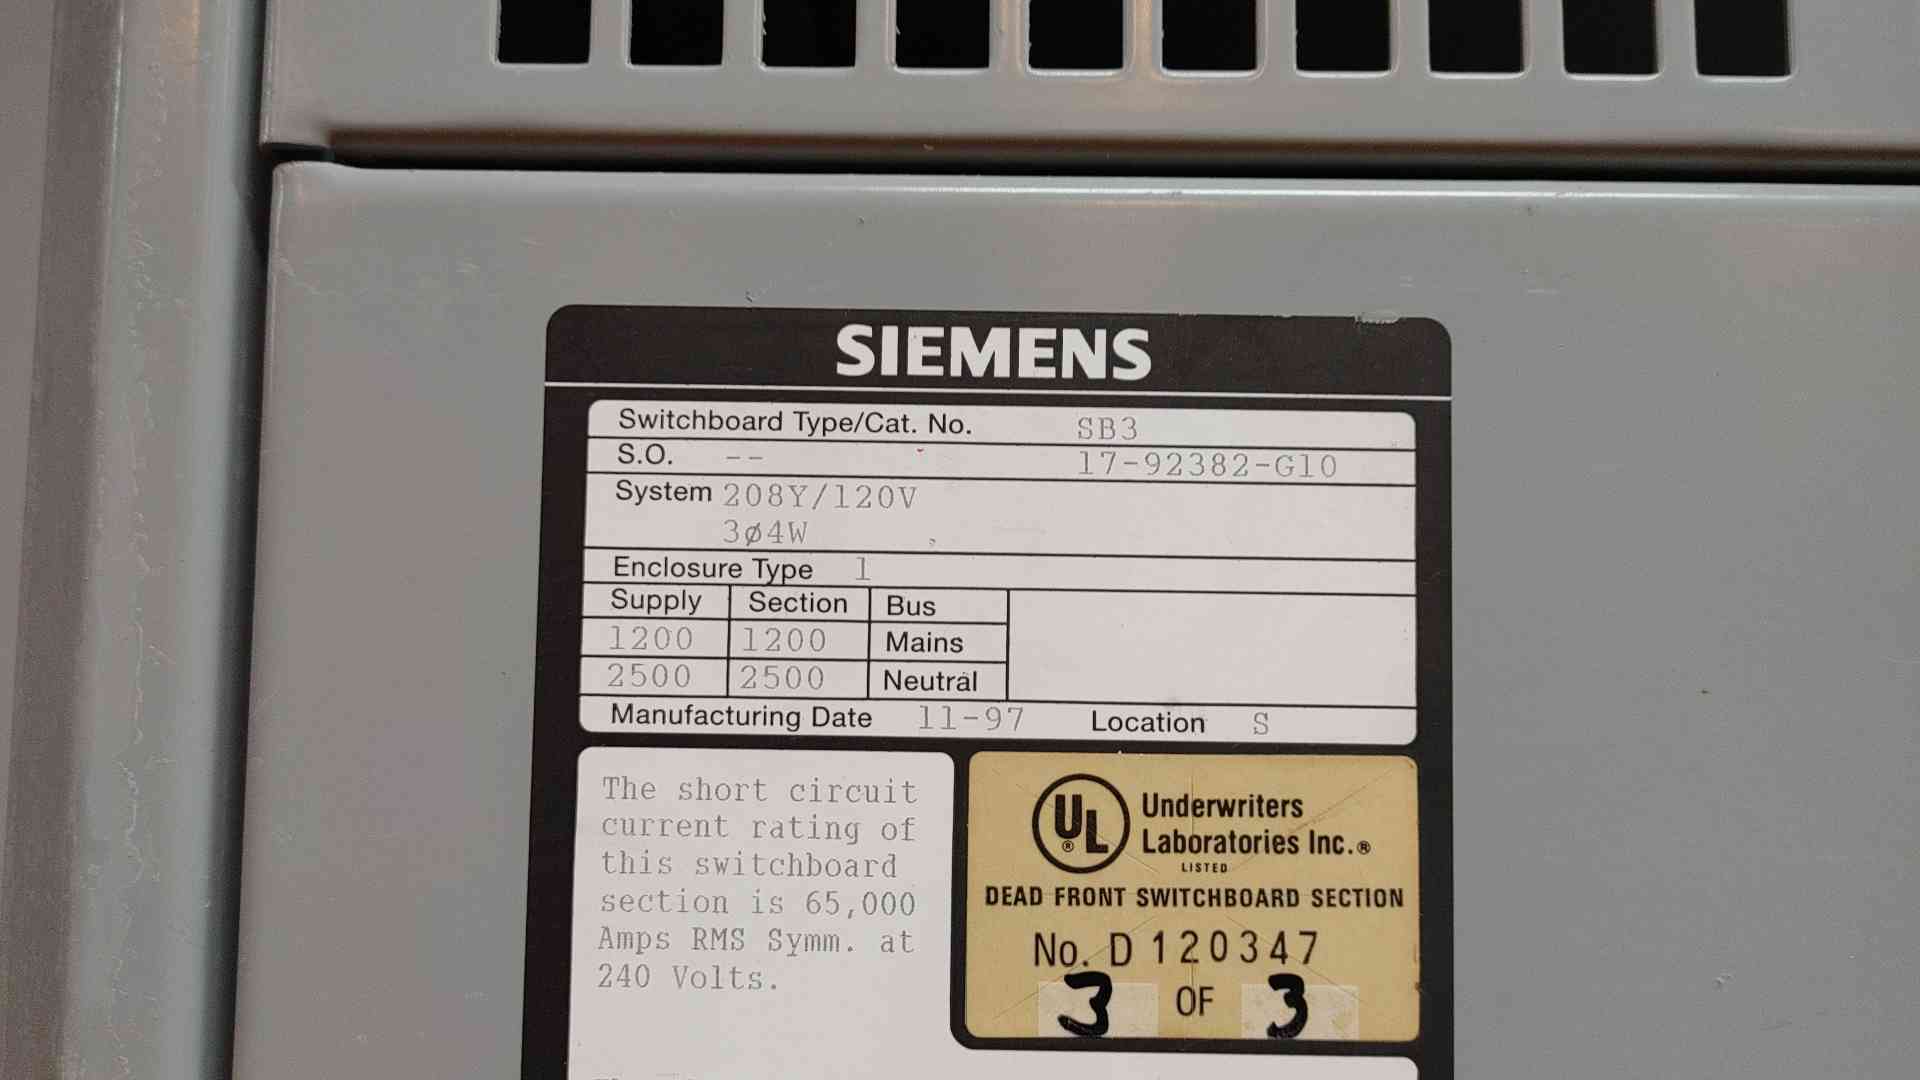 SIEMENS
Switchboard Type/Cat. No. SB3
S.O. -- 17-92382-G10
System 208Y/120V
3ø4W
Enclosure Type 1
Supply Section Bus
1200 1200 Mains
2500 2500 Neutral
Manufacturing Date 11-97 Location S
The short circuit
current rating of
this switchboard
section is 65,000
Amps RMS Symm. at
240 Volts.
UL ® Underwriters
Laboratories Inc.®
LISTED
DEAD FRONT SWITCHBOARD SECTION
No. D 120347
3 OF 3